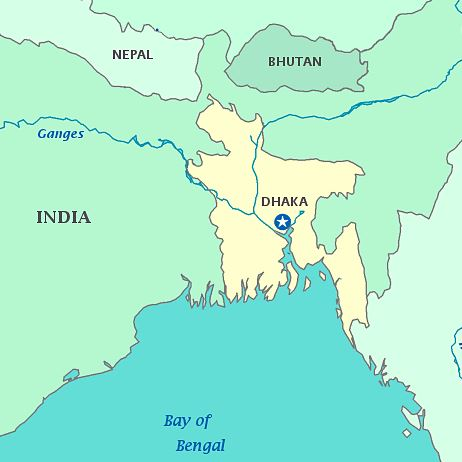 NEPAL
BHUTAN
Ganges
DHAKA
INDIA
Bay of
Bengal